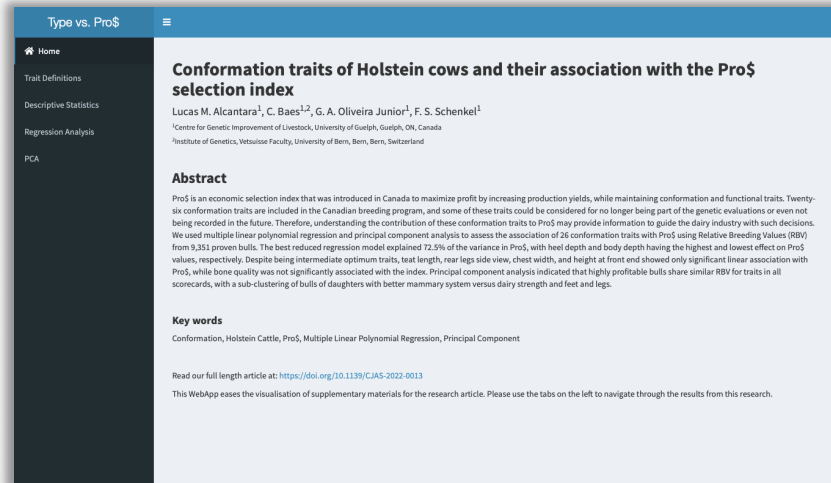 Type vs. Pro$
Home
Trait Definitions
Descriptive Statistics
Regression Analysis
PCA
Conformation traits of Holstein cows and their association with the Pro$
selection index
Lucas M. Alcantara1, C. Baes1,2, G. A. Oliveira Junior1, F. S. Schenkel1
1Centre for Genetic Improvement of Livestock, University of Guelph, Guelph, ON, Canada
2Institute of Genetics, Vetsuisse Faculty, University of Bern, Bern, Bern, Switzerland
Abstract
Pro$ is an economic selection index that was introduced in Canada to maximize profit by increasing production yields, while maintaining conformation and functional traits. Twenty-
six conformation traits are included in the Canadian breeding program, and some of these traits could be considered for no longer being part of the genetic evaluations or even not
being recorded in the future. Therefore, understanding the contribution of these conformation traits to Pro$ may provide information to guide the dairy industry with such decisions.
We used multiple linear polynomial regression and principal component analysis to assess the association of 26 conformation traits with Pro$ using Relative Breeding Values (RBV)
from 9,351 proven bulls. The best reduced regression model explained 72.5% of the variance in Pro$, with heel depth and body depth having the highest and lowest effect on Pro$
values, respectively. Despite being intermediate optimum traits, teat length, rear legs side view, chest width, and height at front end showed only significant linear association with
Pro$, while bone quality was not significantly associated with the index. Principal component analysis indicated that highly profitable bulls share similar RBV for traits in all
scorecards, with a sub-clustering of bulls of daughters with better mammary system versus dairy strength and feet and legs.
Key words
Conformation, Holstein Cattle, Pro$, Multiple Linear Polynomial Regression, Principal Component
Read our full length article at: https://doi.org/10.1139/CJAS-2022-0013
This WebApp eases the visualisation of supplementary materials for the research article. Please use the tabs on the left to navigate through the results from this research.